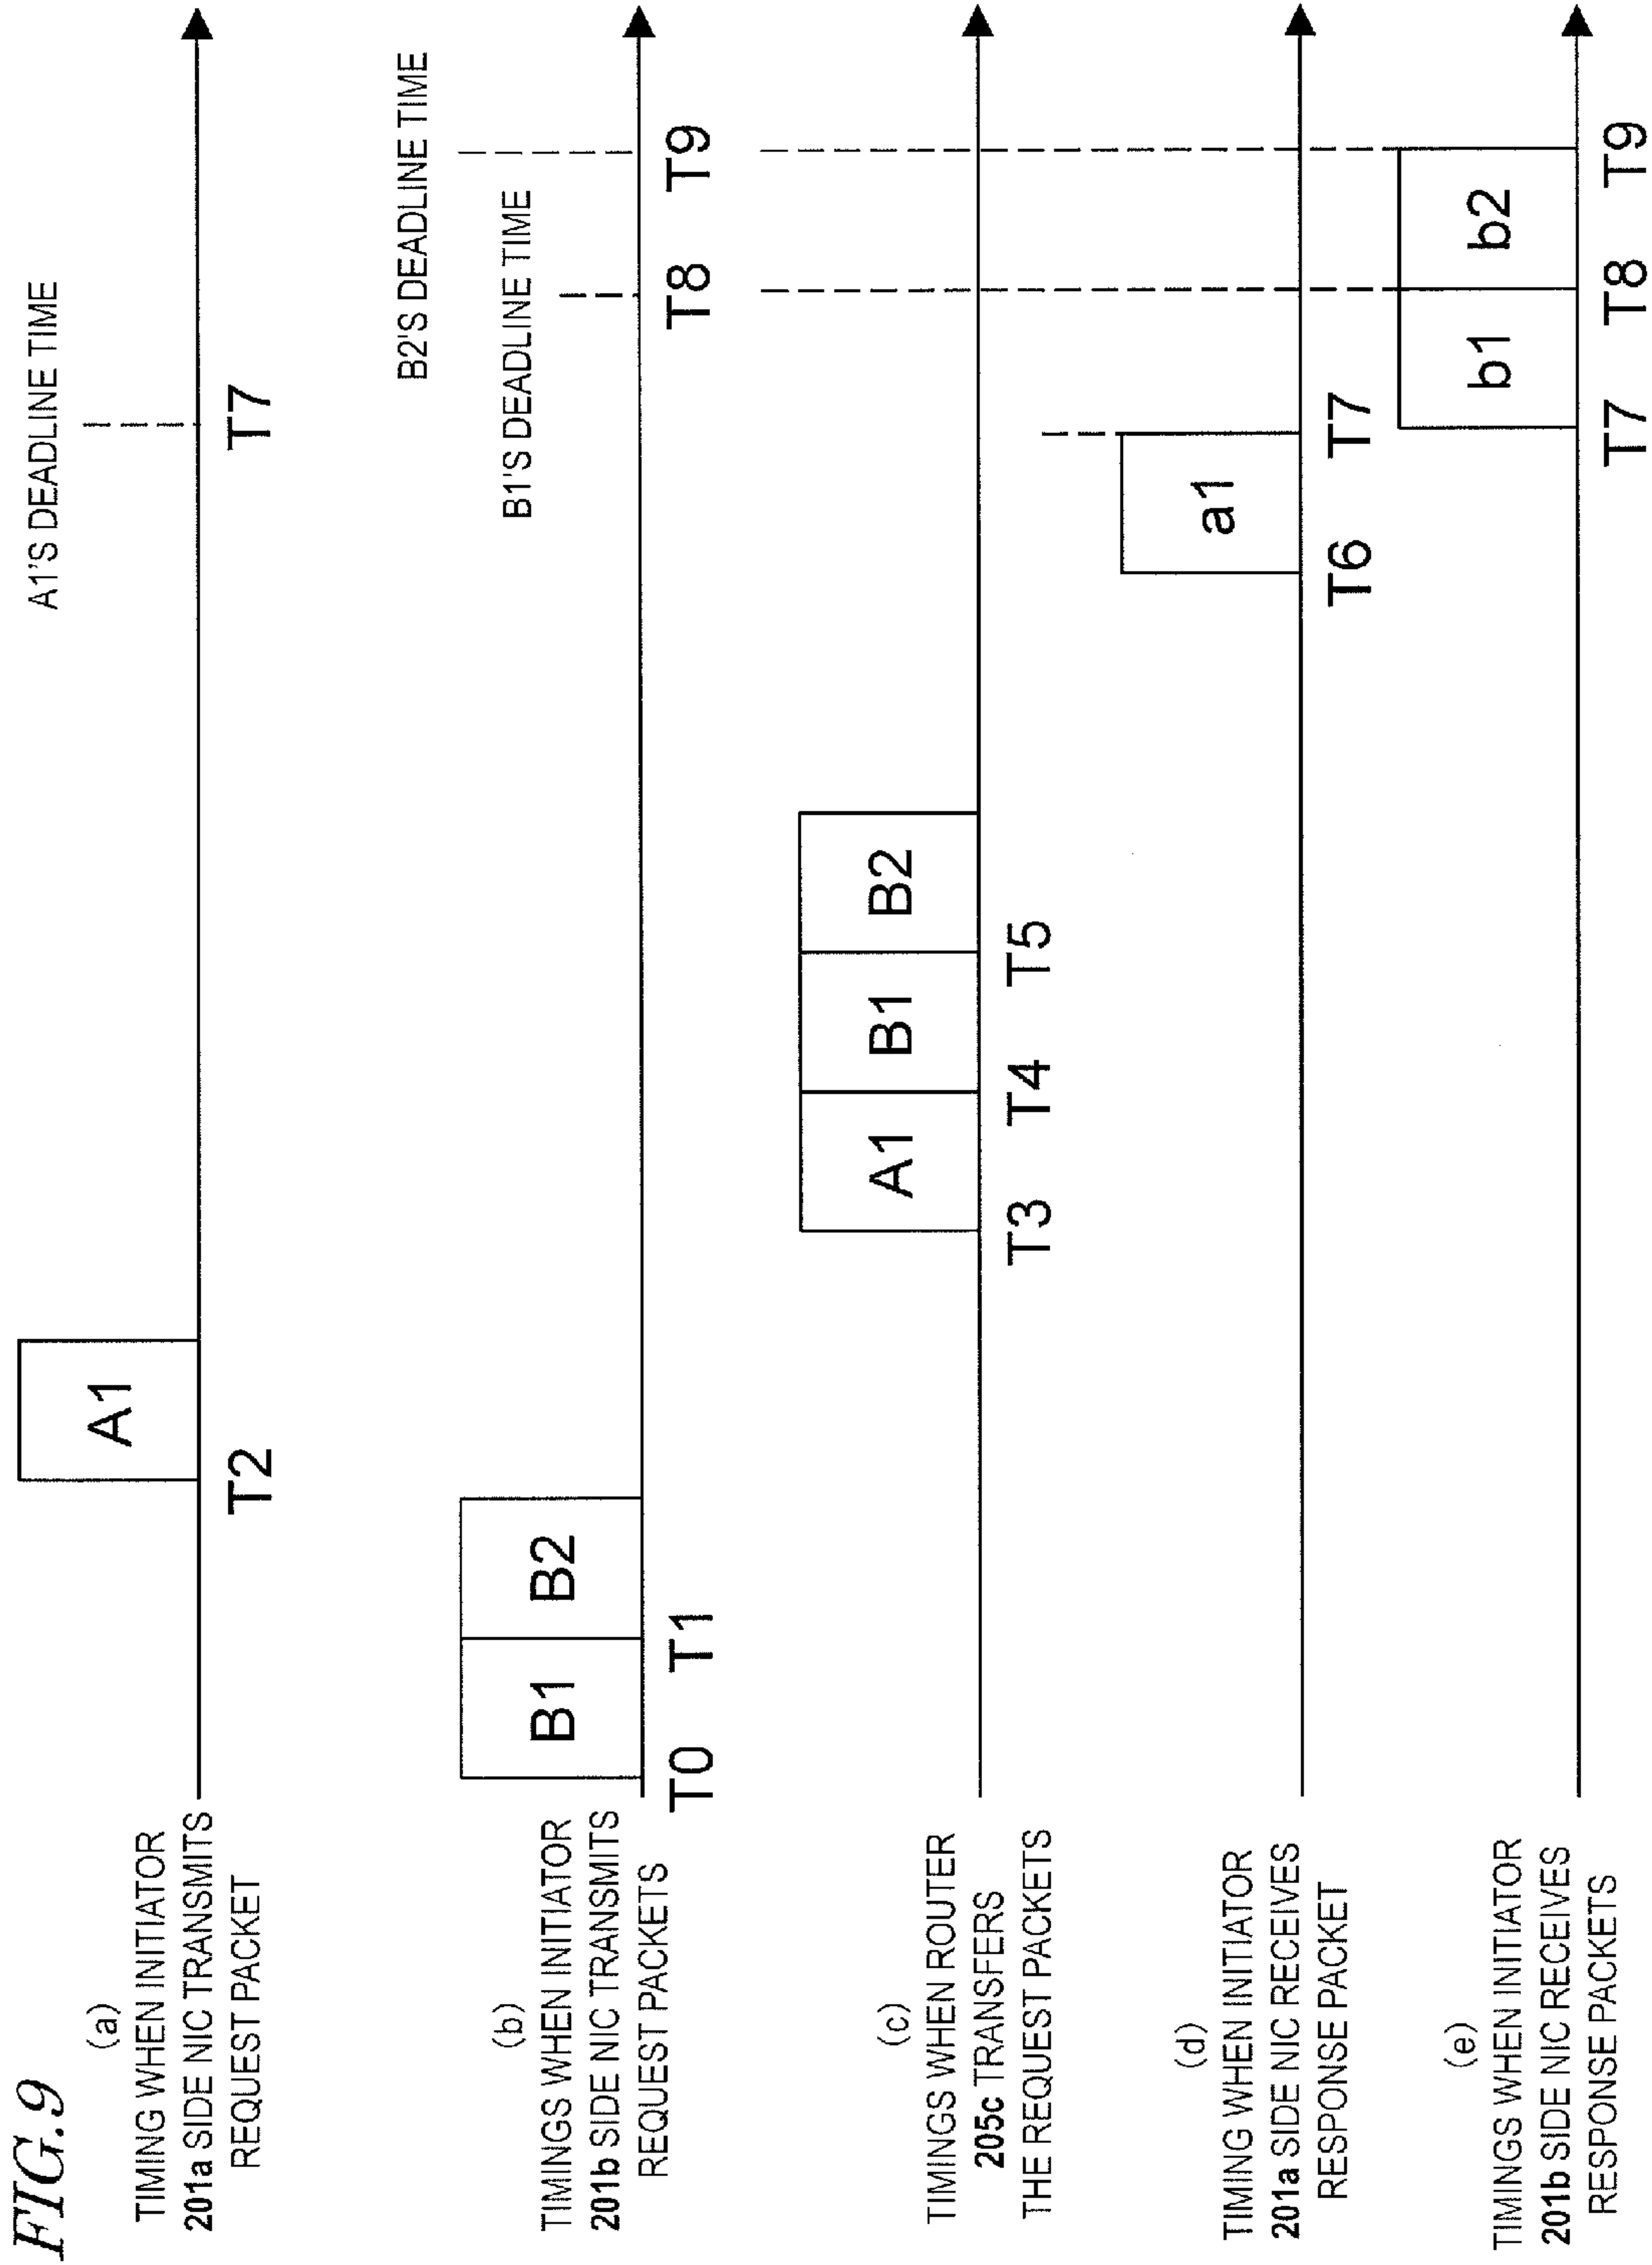 FIG.9
(a)
TIMING WHEN INITIATOR
201a SIDE NIC TRANSMITS
REQUEST PACKET
A1
T2
A1'S DEADLINE TIME
T7
(b)
TIMINGS WHEN INITIATOR
201b SIDE NIC TRANSMITS
REQUEST PACKETS
B1
B2
T0
T1
B2'S DEADLINE TIME
B1'S DEADLINE TIME
T8
T9
(c)
TIMINGS WHEN ROUTER
205c TRANSFERS
THE REQUEST PACKETS
A1
B1
B2
T3
T4
T5
(d)
TIMING WHEN INITIATOR
201a SIDE NIC RECEIVES
RESPONSE PACKET
a1
T6
T7
(e)
TIMINGS WHEN INITIATOR
201b SIDE NIC RECEIVES
RESPONSE PACKETS
b1
b2
T7
T8
T9